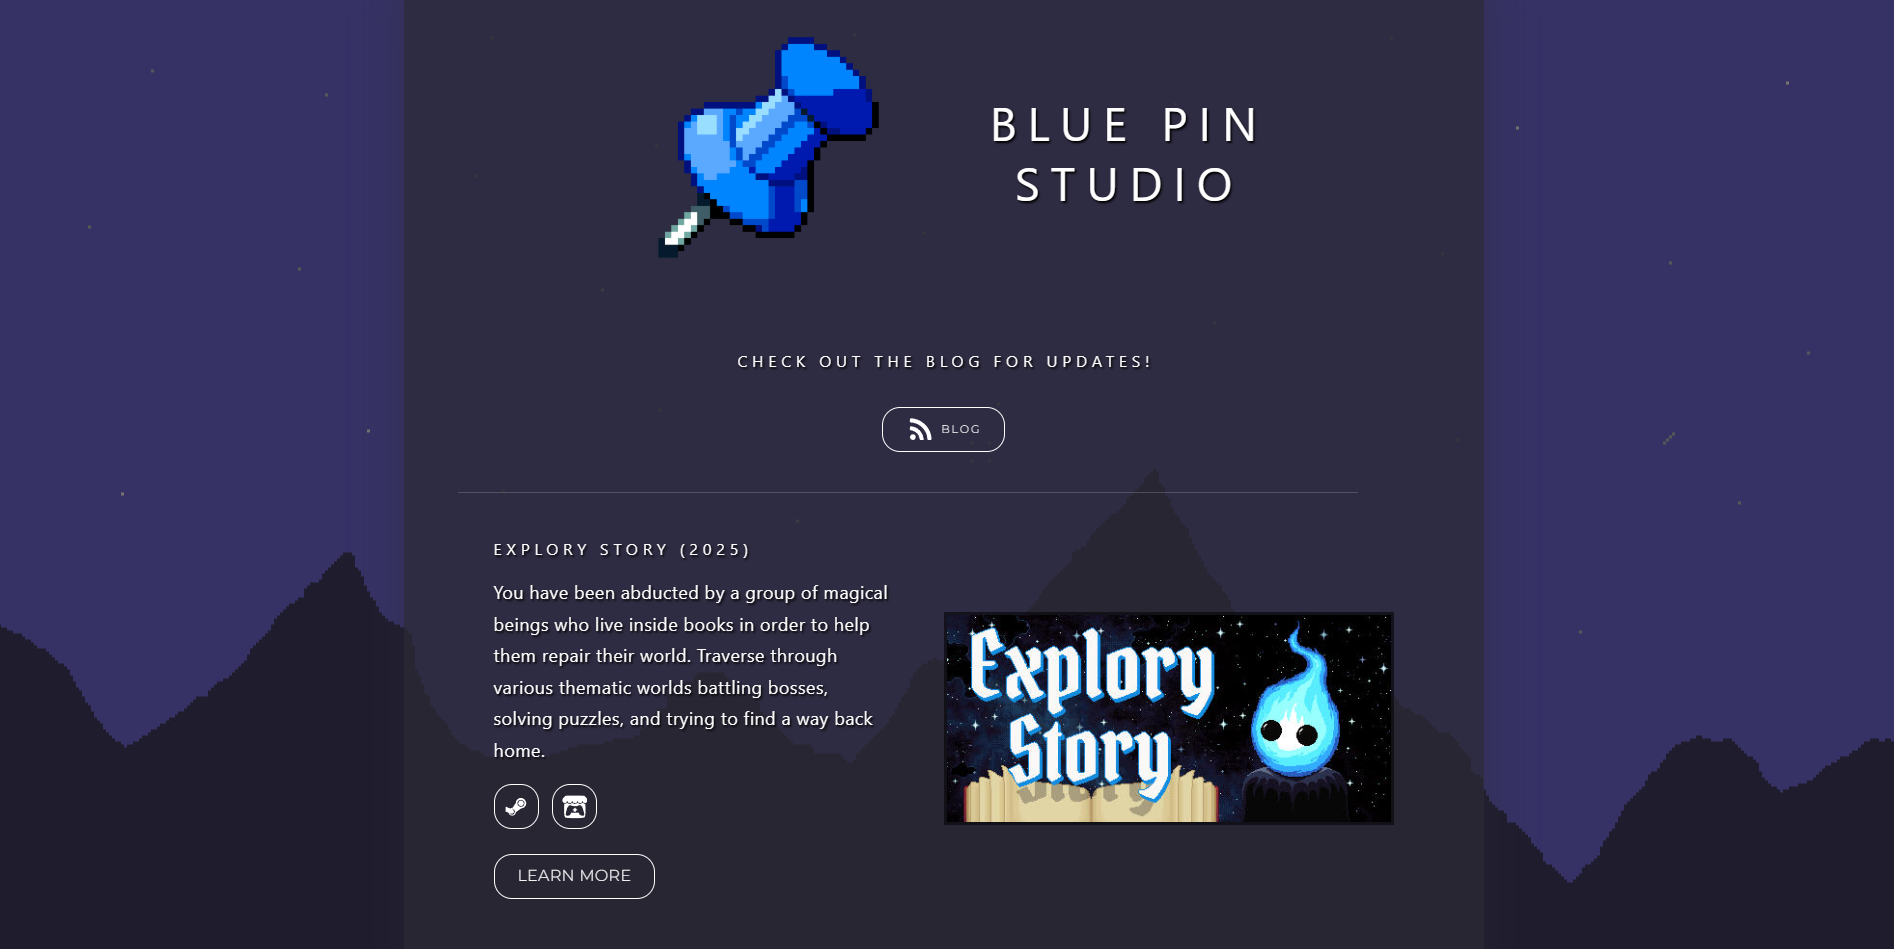 BLUE PIN
STUDIO
CHECK OUT THE BLOG FOR UPDATES!
BLOG
EXPLORY STORY (2025)
You have been abducted by a group of magical
beings who live inside books in order to help
them repair their world. Traverse through
various thematic worlds battling bosses,
solving puzzles, and trying to find a way back
home.
LEARN MORE
Explory
Story